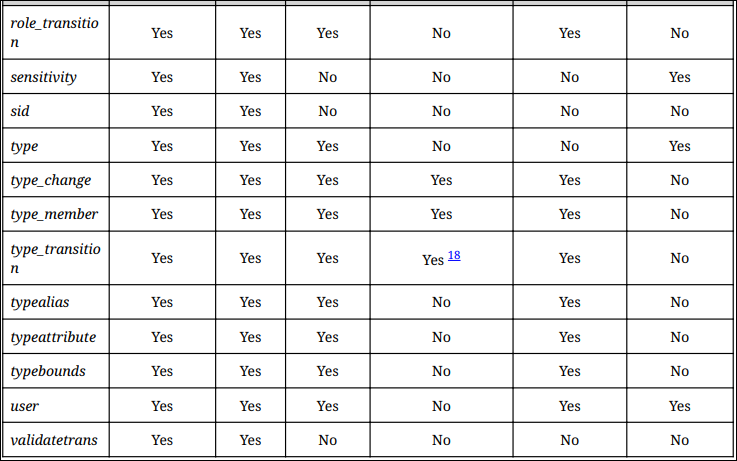 role_transitio
n Yes Yes Yes No Yes No
sensitivity Yes Yes No No No Yes
sid Yes Yes No No No No
type Yes Yes Yes No No Yes
type_change Yes Yes Yes Yes Yes No
type_member Yes Yes Yes Yes Yes No
type_transitio
n Yes Yes Yes Yes 18 Yes No
typealias Yes Yes Yes No Yes No
typeattribute Yes Yes Yes No Yes No
typebounds Yes Yes Yes No Yes No
user Yes Yes Yes No Yes Yes
validatetrans Yes Yes No No No No